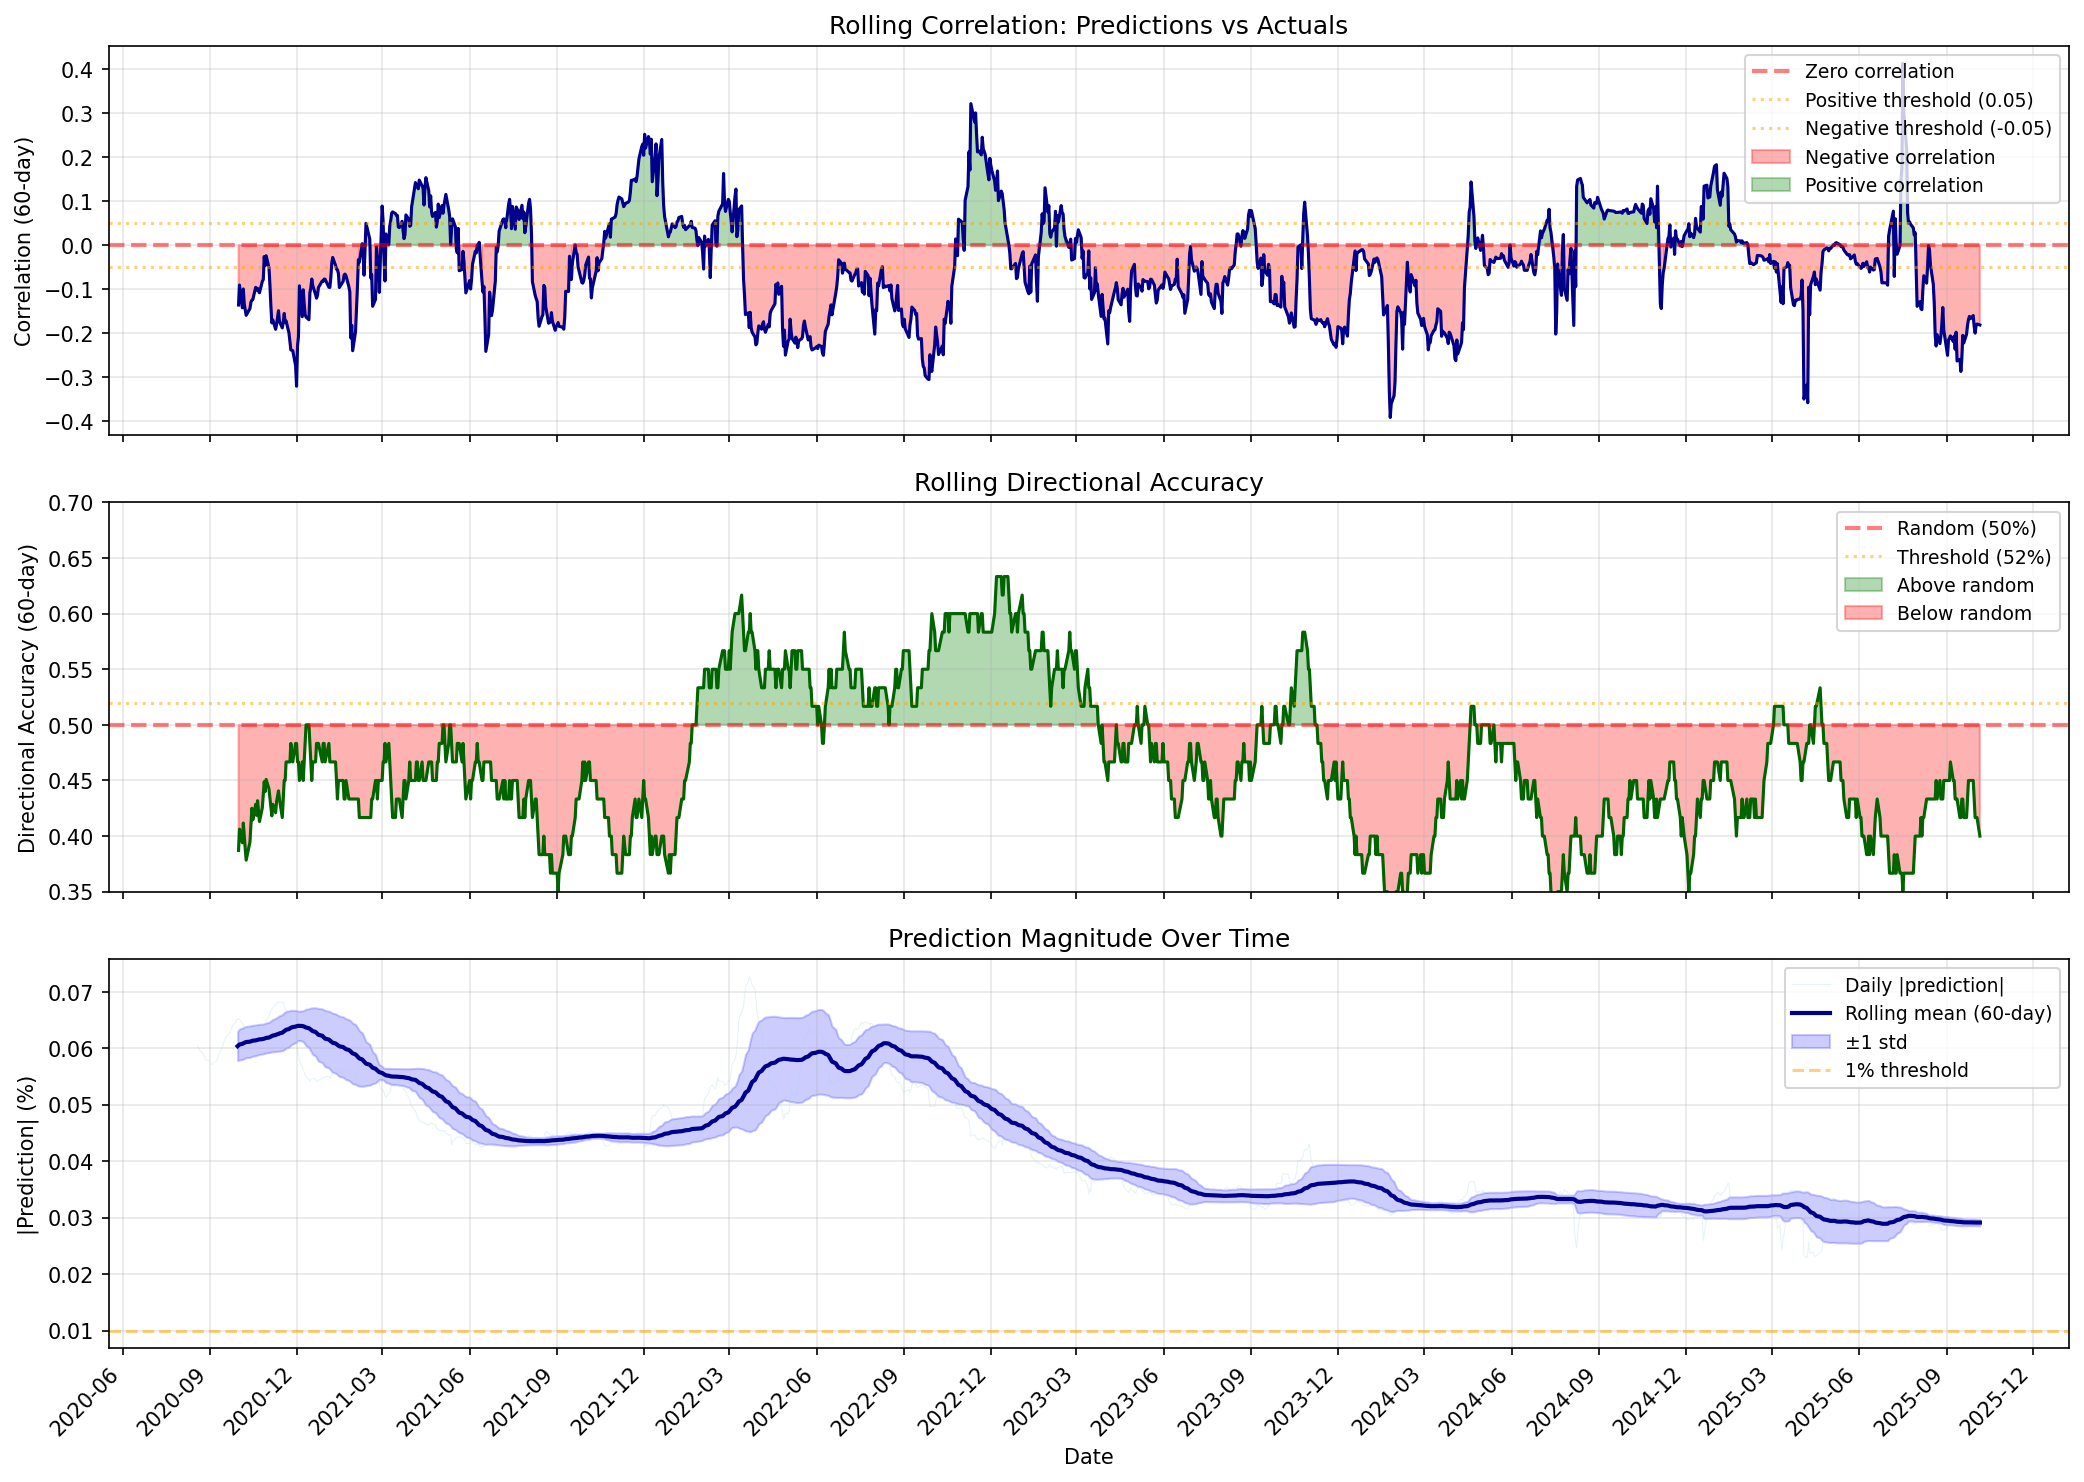 Rolling Correlation: Predictions vs Actuals
Correlation (60-day)
0.4
0.3
0.2
0.1
0.0
−0.1
−0.2
−0.3
−0.4
Zero correlation
Positive threshold (0.05)
Negative threshold (-0.05)
Negative correlation
Positive correlation
Rolling Directional Accuracy
Directional Accuracy (60-day)
0.70
0.65
0.60
0.55
0.50
0.45
0.40
0.35
Random (50%)
Threshold (52%)
Above random
Below random
Prediction Magnitude Over Time
|Prediction| (%)
0.07
0.06
0.05
0.04
0.03
0.02
0.01
Daily |prediction|
Rolling mean (60-day)
±1 std
1% threshold
2020-06
2020-09
2020-12
2021-03
2021-06
2021-09
2021-12
2022-03
2022-06
2022-09
2022-12
2023-03
2023-06
2023-09
2023-12
2024-03
2024-06
2024-09
2024-12
2025-03
2025-06
2025-09
2025-12
Date